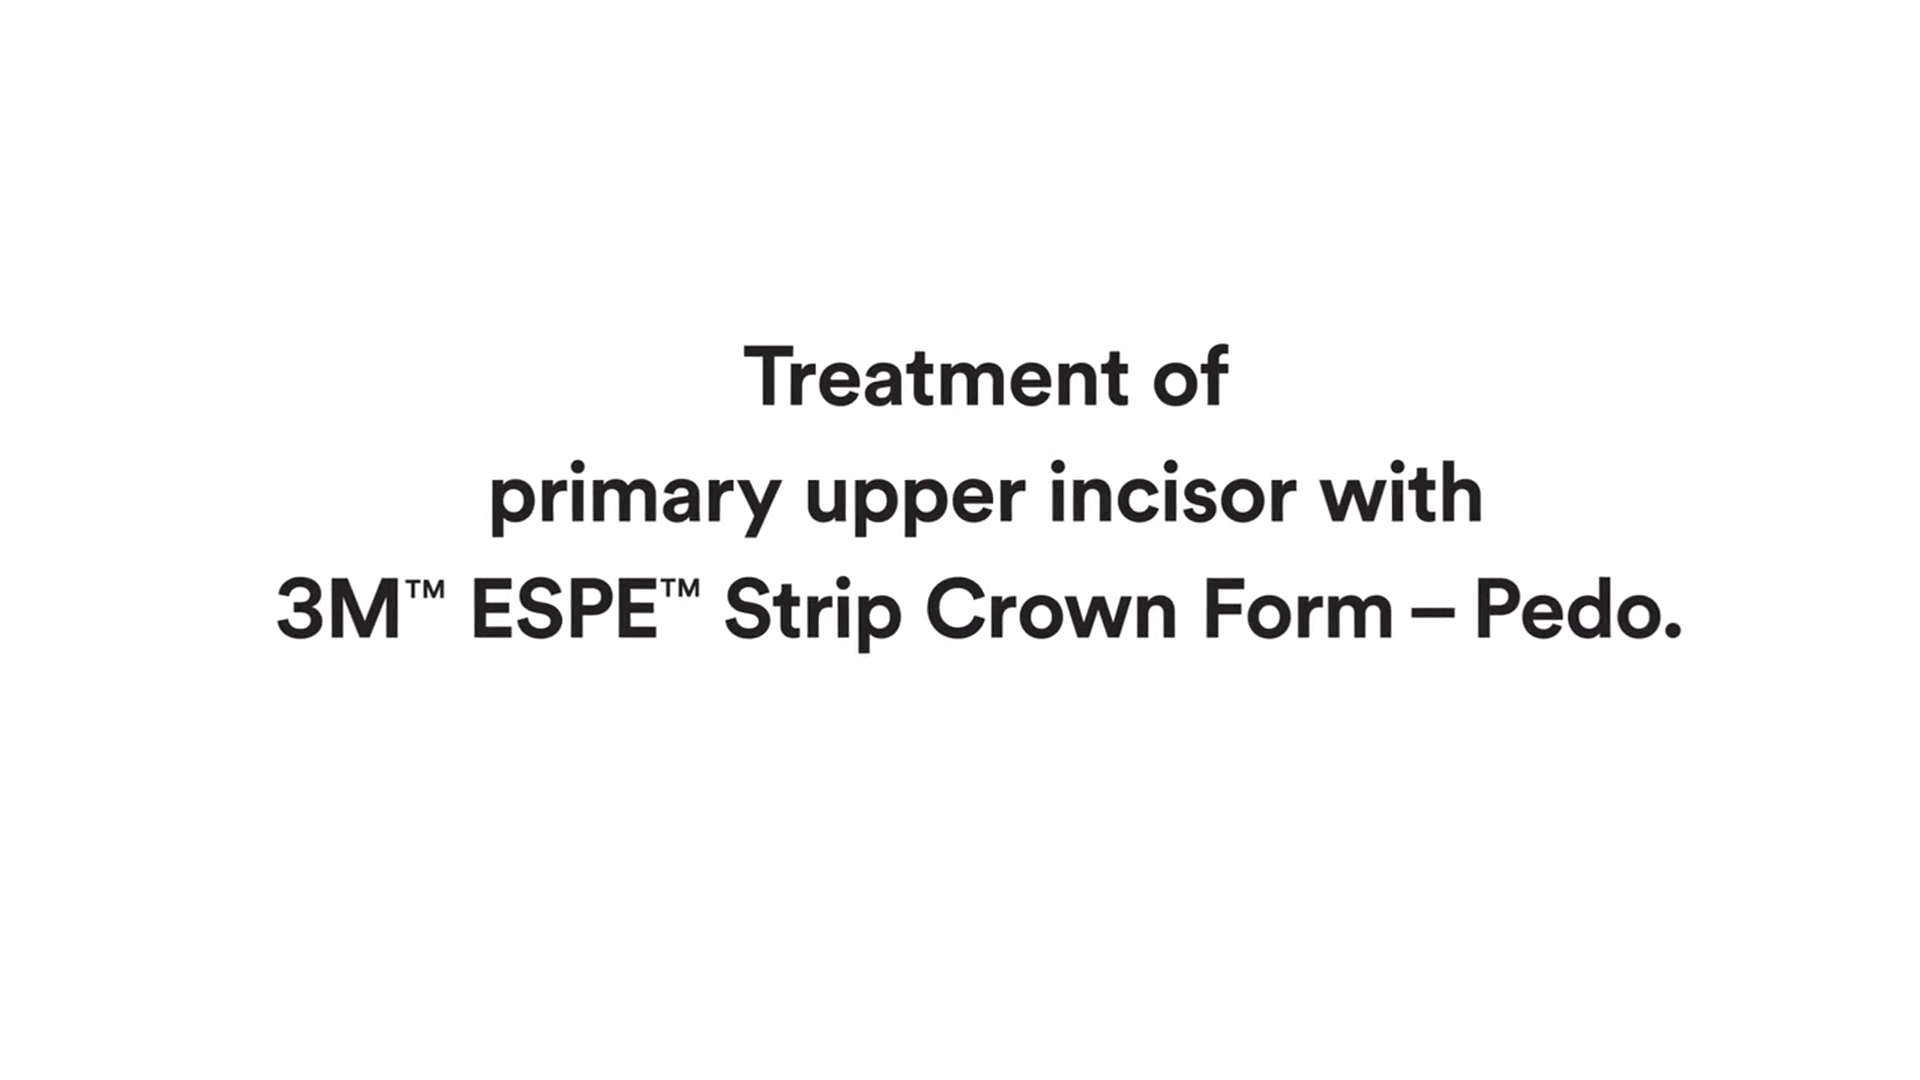 Treatment of
primary upper incisor with
3M™ ESPE™ Strip Crown Form – Pedo.